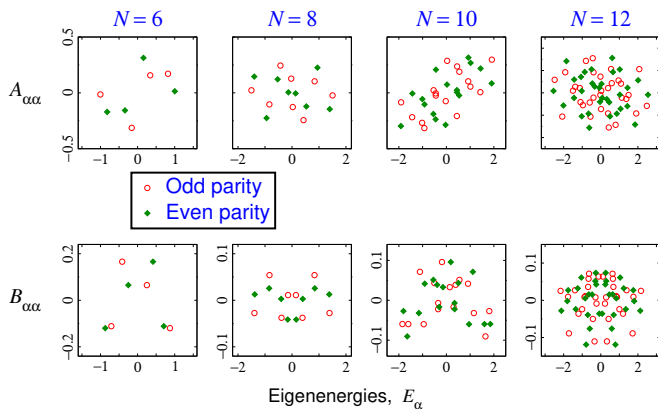 N = 6 N = 8 N = 10 N = 12
0.5
0
−0.5
A_αα
−1 0 1
−2 0 2
−2 0 2
−2 0 2
Odd parity
Even parity
0.2
0
−0.2
0.1
0
−0.1
0.1
0
−0.1
B_αα
−1 0 1
−2 0 2
−2 0 2
−2 0 2
Eigenenergies, E_α